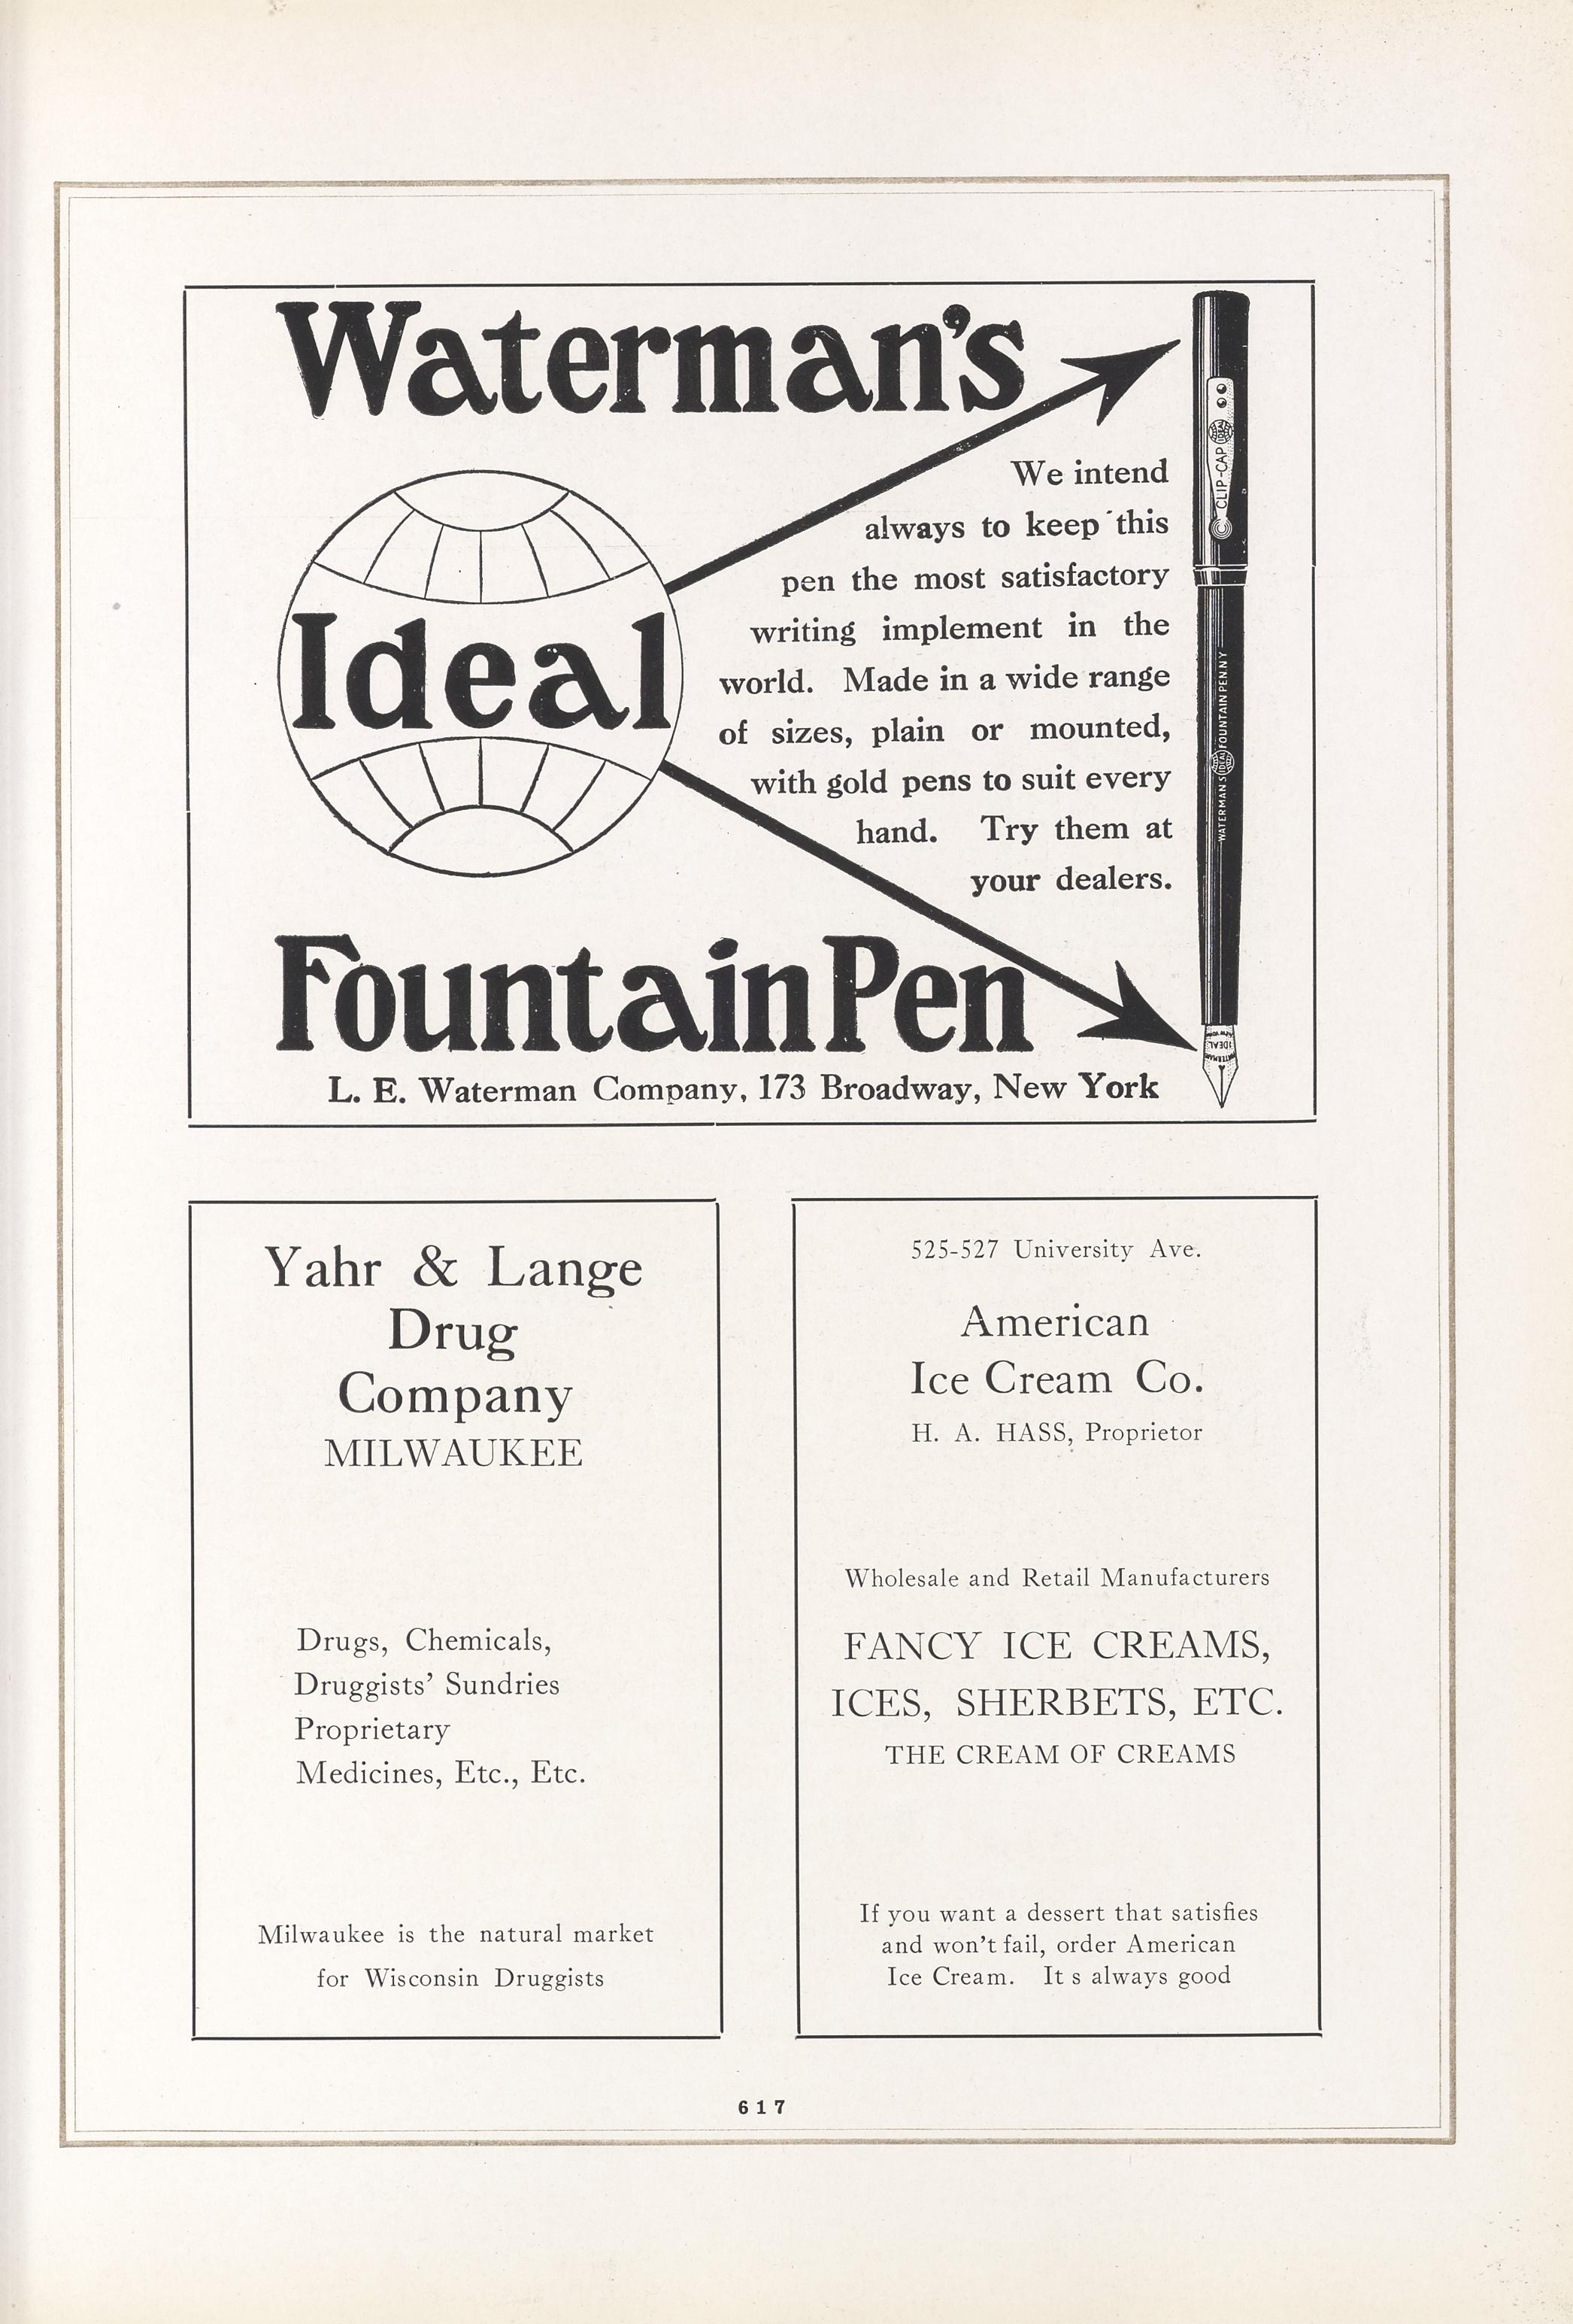 Waterman's
Ideal
Fountain Pen
We intend
always to keep this
pen the most satisfactory
writing implement in the
world. Made in a wide range
of sizes, plain or mounted,
with gold pens to suit every
hand. Try them at
your dealers.
CLIP-CAP
IDEAL
WATERMAN'S IDEAL FOUNTAIN PEN, N.Y.
WATERMAN'S
IDEAL
NEW YORK
L. E. Waterman Company, 173 Broadway, New York
Yahr & Lange
Drug
Company
MILWAUKEE
Drugs, Chemicals,
Druggists' Sundries
Proprietary
Medicines, Etc., Etc.
Milwaukee is the natural market
for Wisconsin Druggists
525-527 University Ave.
American
Ice Cream Co.
H. A. HASS, Proprietor
Wholesale and Retail Manufacturers
FANCY ICE CREAMS,
ICES, SHERBETS, ETC.
THE CREAM OF CREAMS
If you want a dessert that satisfies
and won't fail, order American
Ice Cream. It s always good
617